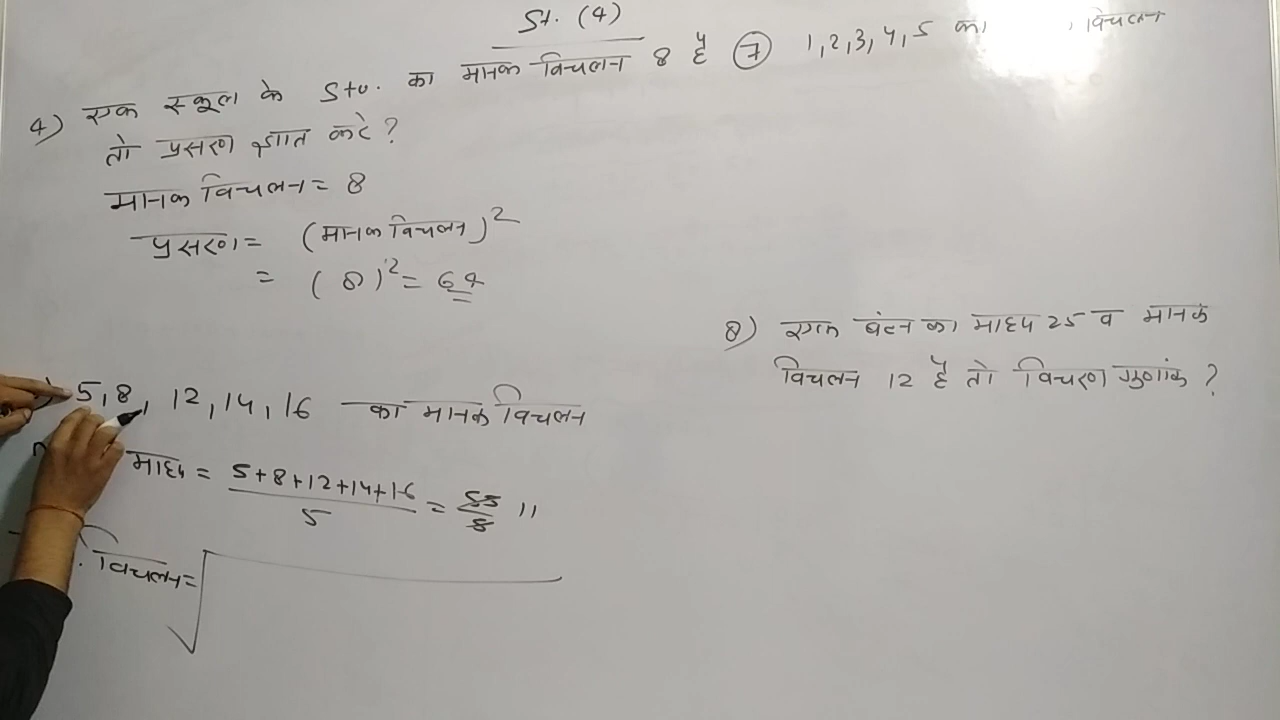 St. (4)
4) एक स्कूल के Stu. का मानक विचलन 8 है
तो प्रसरण ज्ञात करे ?
मानक विचलन = 8
प्रसरण = (मानक विचलन)²
= (8)² = 64
5, 8, 12, 14, 16 का मानक विचलन
माध्य = 5+8+12+14+16 / 5 = 55/5 11
विचलन = √
7 1, 2, 3, 4, 5 का विचलन
8) एक बंटन का माध्य 25 व मानक
विचलन 12 है तो विचरण गुणांक ?